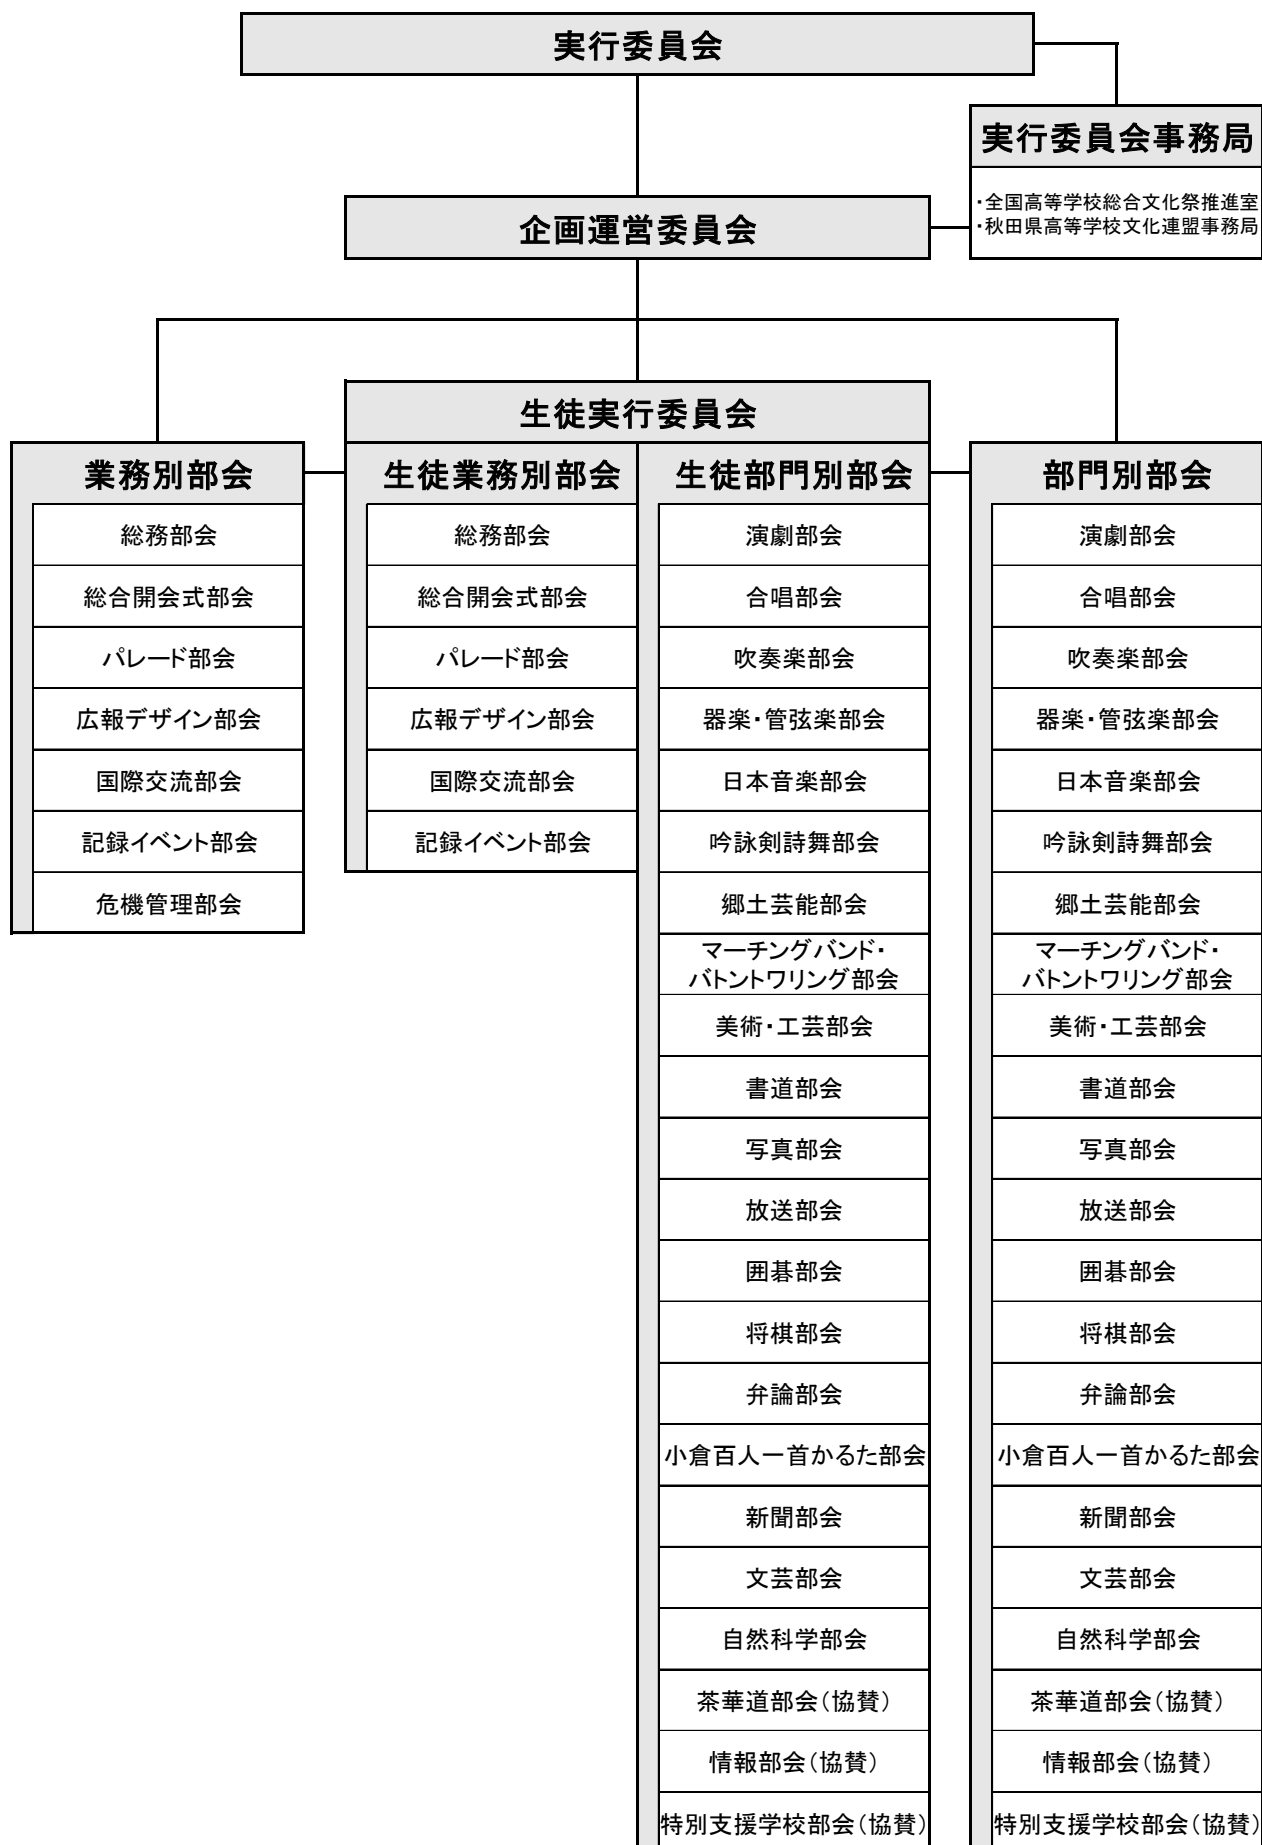 実行委員会
実行委員会事務局
・全国高等学校総合文化祭推進室
・秋田県高等学校文化連盟事務局
企画運営委員会
生徒実行委員会
業務別部会
総務部会
総合開会式部会
パレード部会
広報デザイン部会
国際交流部会
記録イベント部会
危機管理部会
生徒業務別部会
総務部会
総合開会式部会
パレード部会
広報デザイン部会
国際交流部会
記録イベント部会
生徒部門別部会
演劇部会
合唱部会
吹奏楽部会
器楽・管弦楽部会
日本音楽部会
吟詠剣詩舞部会
郷土芸能部会
マーチングバンド・
バトントワリング部会
美術・工芸部会
書道部会
写真部会
放送部会
囲碁部会
将棋部会
弁論部会
小倉百人一首かるた部会
新聞部会
文芸部会
自然科学部会
茶華道部会（協賛）
情報部会（協賛）
特別支援学校部会（協賛）
部門別部会
演劇部会
合唱部会
吹奏楽部会
器楽・管弦楽部会
日本音楽部会
吟詠剣詩舞部会
郷土芸能部会
マーチングバンド・
バトントワリング部会
美術・工芸部会
書道部会
写真部会
放送部会
囲碁部会
将棋部会
弁論部会
小倉百人一首かるた部会
新聞部会
文芸部会
自然科学部会
茶華道部会（協賛）
情報部会（協賛）
特別支援学校部会（協賛）